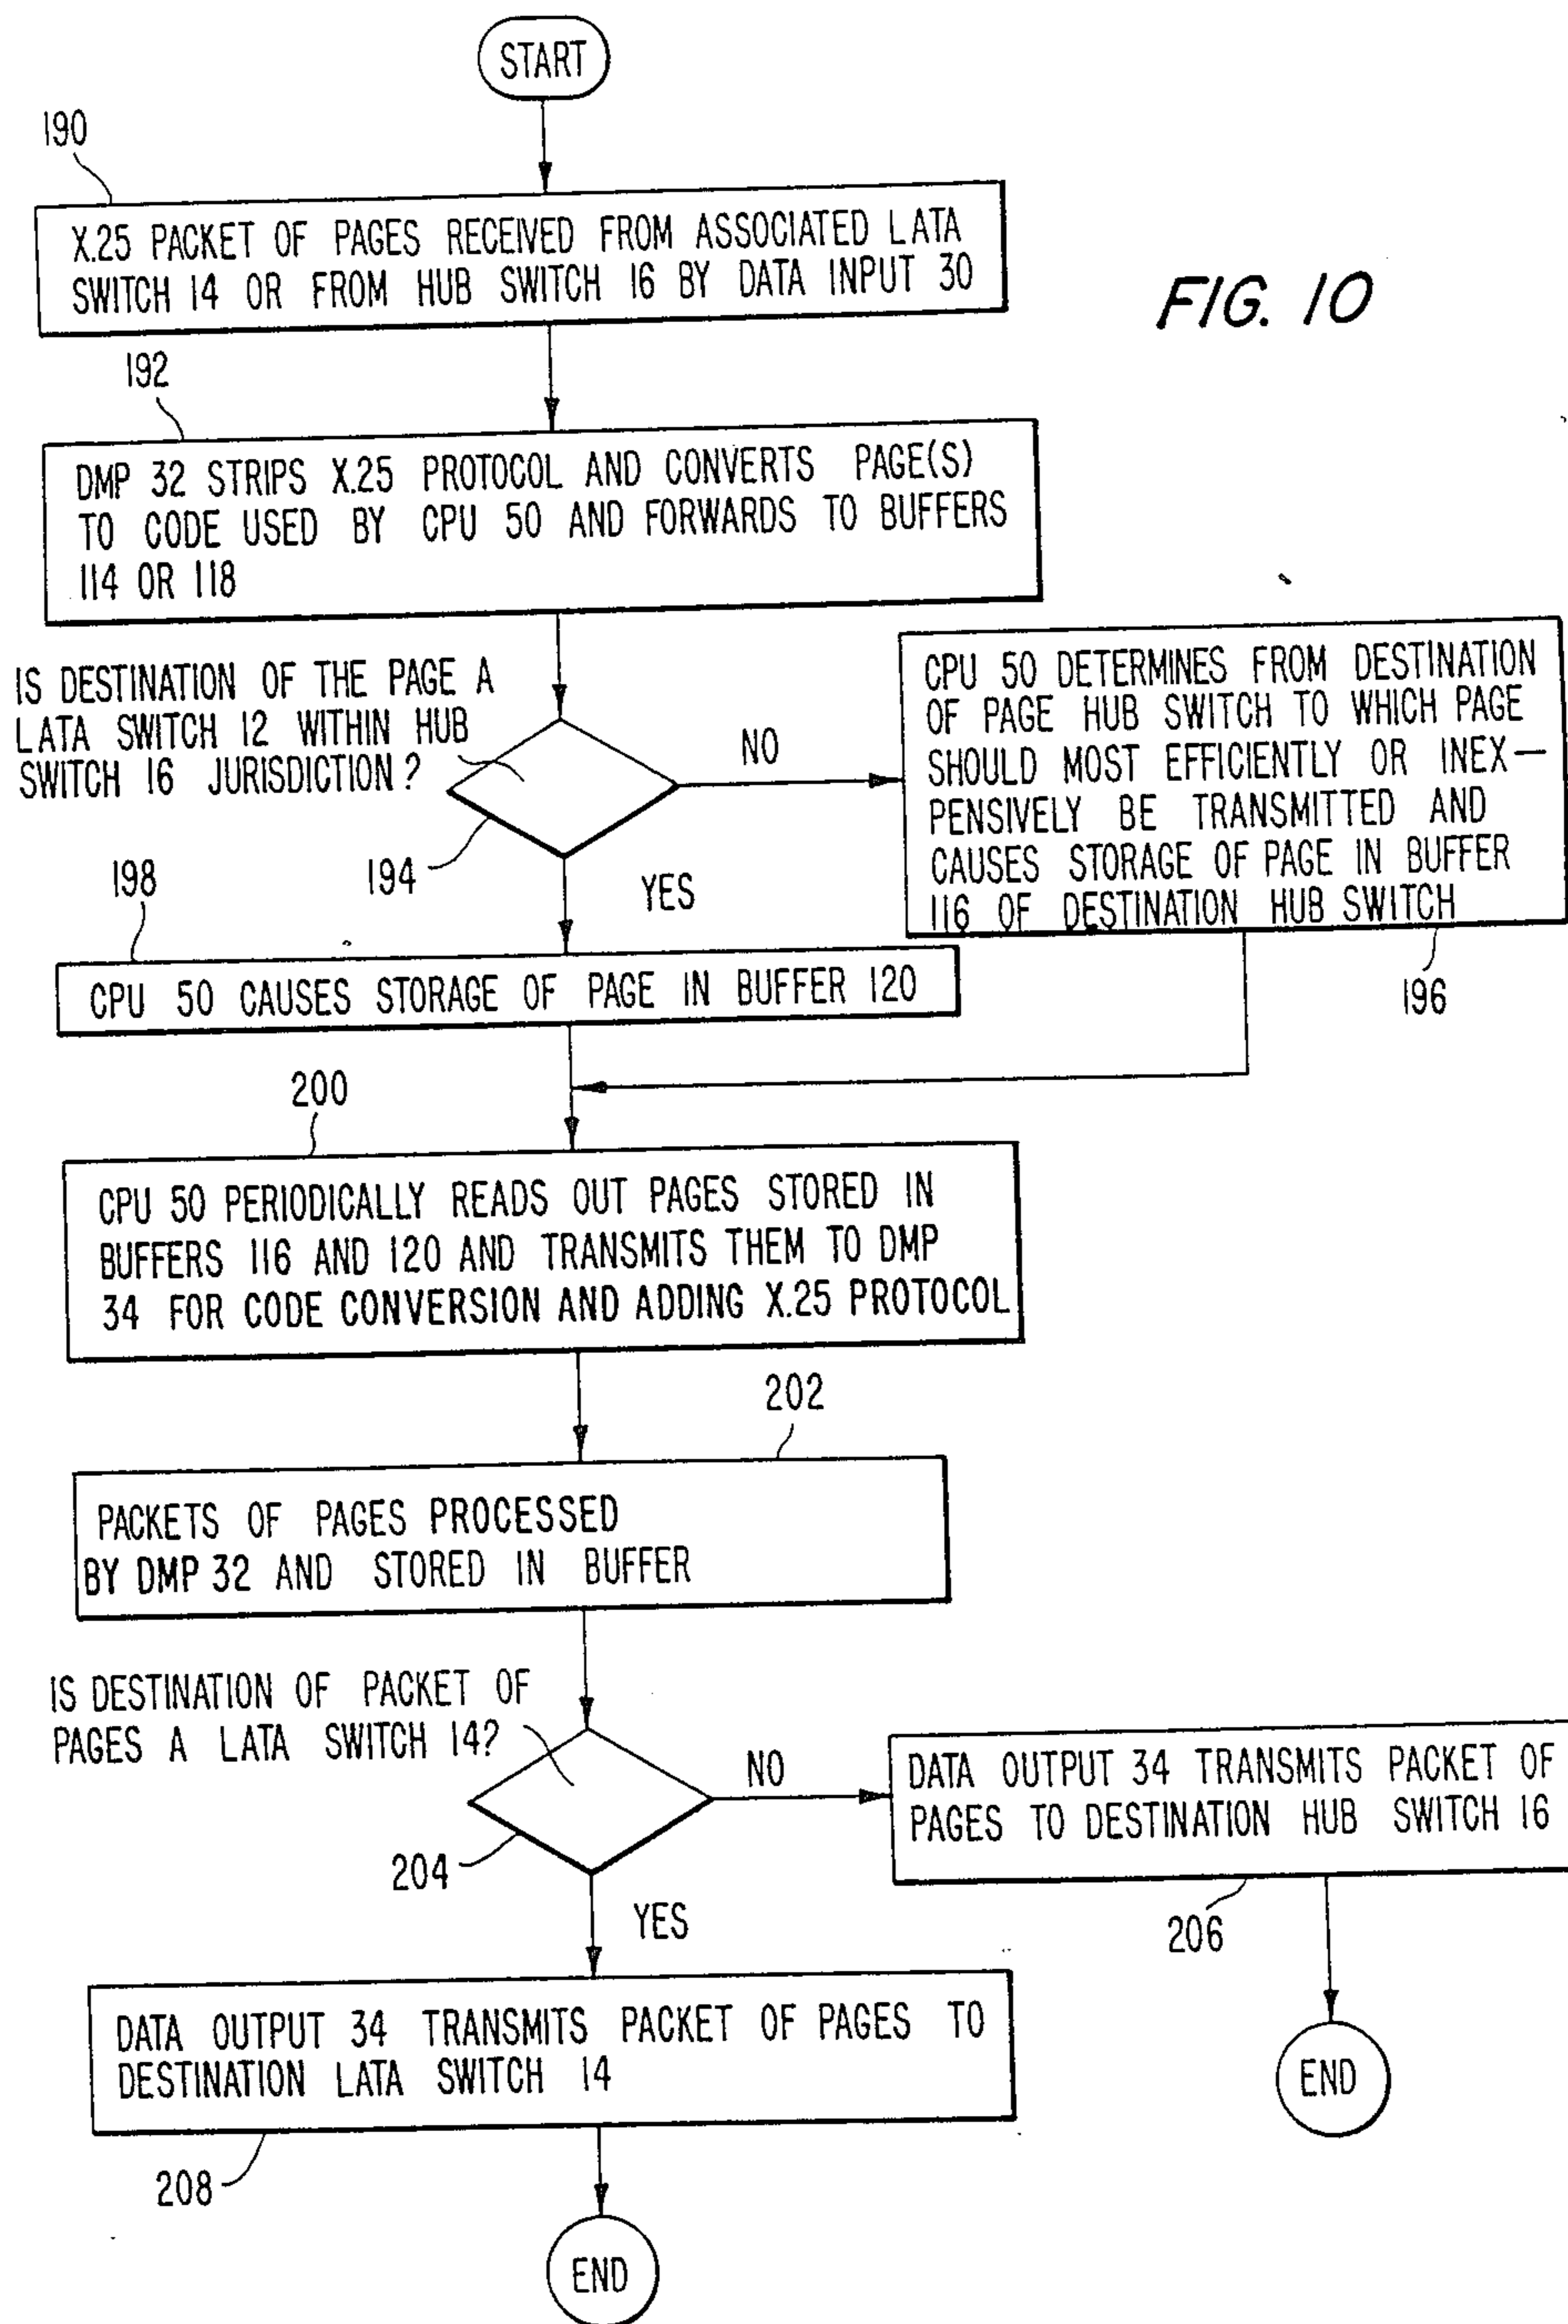 START
190
X.25 PACKET OF PAGES RECEIVED FROM ASSOCIATED LATA
SWITCH 14 OR FROM HUB SWITCH 16 BY DATA INPUT 30
FIG. 10
192
DMP 32 STRIPS X.25 PROTOCOL AND CONVERTS PAGE(S)
TO CODE USED BY CPU 50 AND FORWARDS TO BUFFERS
114 OR 118
IS DESTINATION OF THE PAGE A
LATA SWITCH 12 WITHIN HUB
SWITCH 16 JURISDICTION?
194
NO
CPU 50 DETERMINES FROM DESTINATION
OF PAGE HUB SWITCH TO WHICH PAGE
SHOULD MOST EFFICIENTLY OR INEX—
PENSIVELY BE TRANSMITTED AND
CAUSES STORAGE OF PAGE IN BUFFER
116 OF DESTINATION HUB SWITCH
196
YES
198
CPU 50 CAUSES STORAGE OF PAGE IN BUFFER 120
200
CPU 50 PERIODICALLY READS OUT PAGES STORED IN
BUFFERS 116 AND 120 AND TRANSMITS THEM TO DMP
34 FOR CODE CONVERSION AND ADDING X.25 PROTOCOL
202
PACKETS OF PAGES PROCESSED
BY DMP 32 AND STORED IN BUFFER
IS DESTINATION OF PACKET OF
PAGES A LATA SWITCH 14?
204
NO
DATA OUTPUT 34 TRANSMITS PACKET OF
PAGES TO DESTINATION HUB SWITCH 16
206
END
YES
DATA OUTPUT 34 TRANSMITS PACKET OF PAGES TO
DESTINATION LATA SWITCH 14
208
END